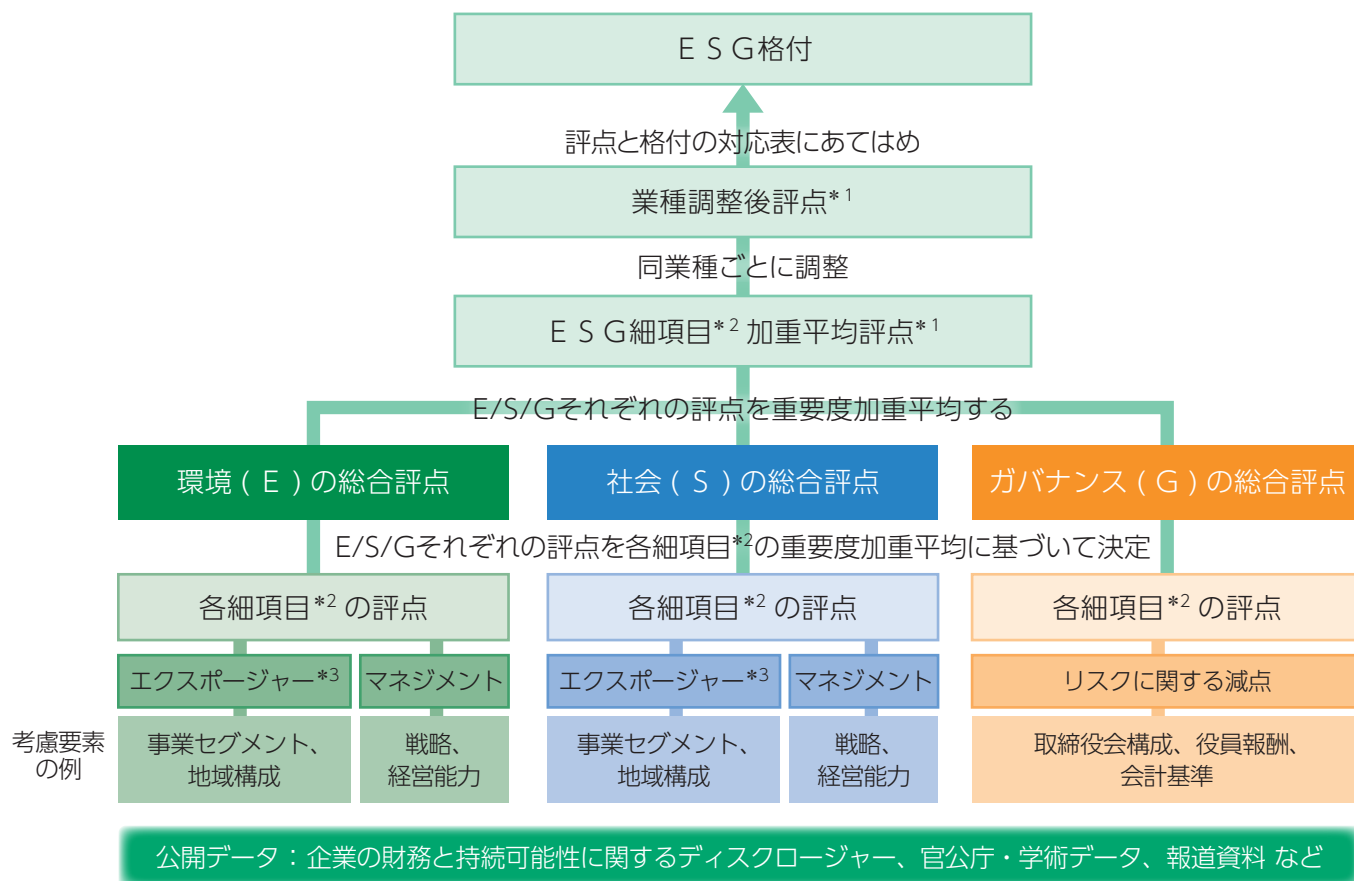 ＥＳＧ格付
評点と格付の対応表にあてはめ
業種調整後評点*1
同業種ごとに調整
ＥＳＧ細項目*2 加重平均評点*1
E/S/Gそれぞれの評点を重要度加重平均する
環境(Ｅ)の総合評点
社会(Ｓ)の総合評点
ガバナンス(Ｇ)の総合評点
E/S/Gそれぞれの評点を各細項目*2の重要度加重平均に基づいて決定
各細項目*2 の評点
各細項目*2 の評点
各細項目*2 の評点
エクスポージャー*3
マネジメント
エクスポージャー*3
マネジメント
リスクに関する減点
考慮要素
の例
事業セグメント、
地域構成
戦略、
経営能力
事業セグメント、
地域構成
戦略、
経営能力
取締役会構成、役員報酬、
会計基準
公開データ：企業の財務と持続可能性に関するディスクロージャー、官公庁・学術データ、報道資料 など